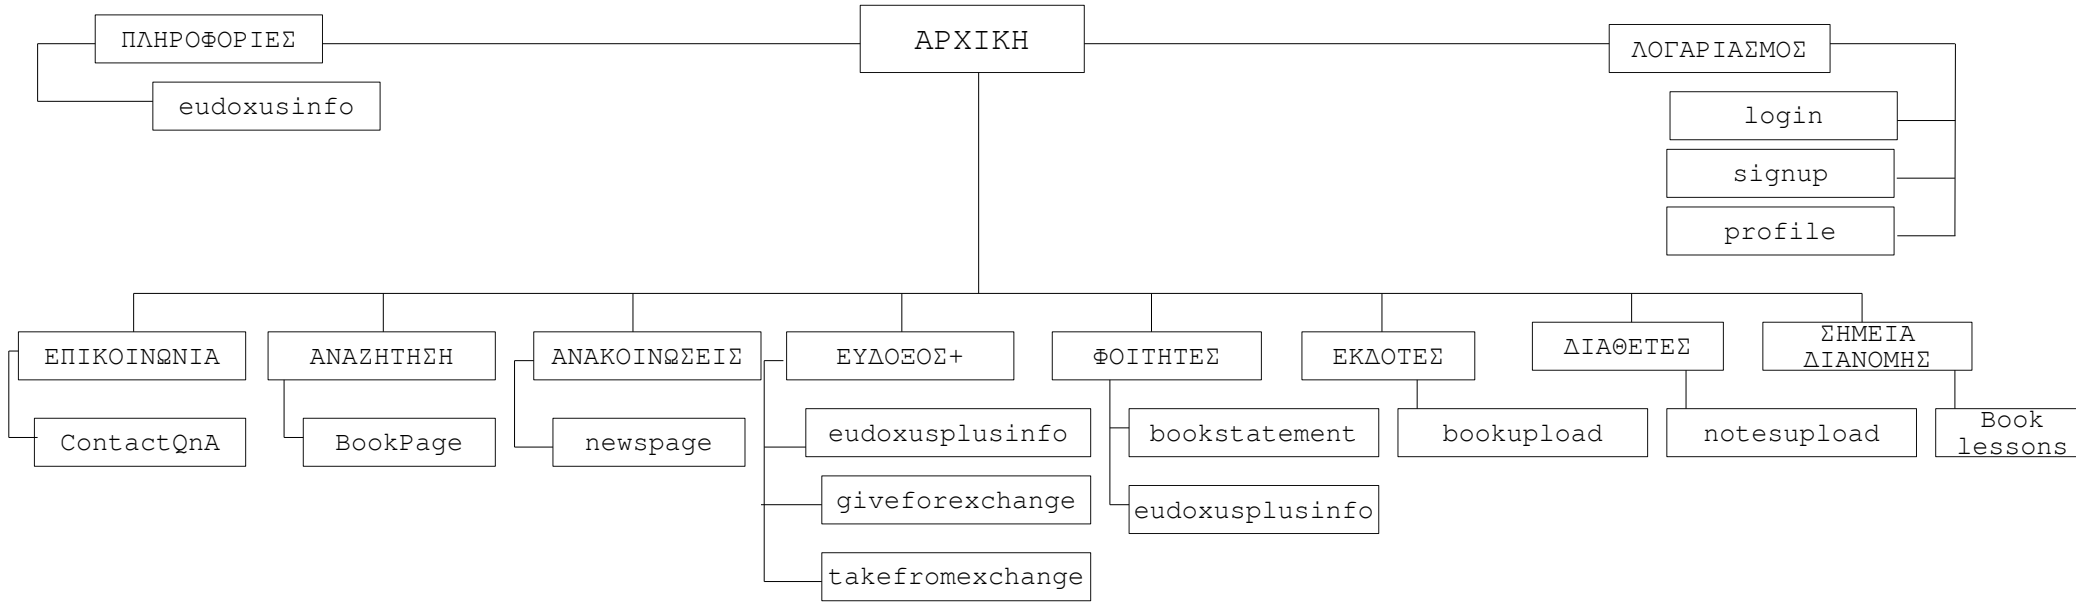 ΠΛΗΡΟΦΟΡΙΕΣ
ΑΡΧΙΚΗ
ΛΟΓΑΡΙΑΣΜΟΣ
eudoxusinfo
login
signup
profile
ΕΠΙΚΟΙΝΩΝΙΑ
ΑΝΑΖΗΤΗΣΗ
ΑΝΑΚΟΙΝΩΣΕΙΣ
ΕΥΔΟΞΟΣ+
ΦΟΙΤΗΤΕΣ
ΕΚΔΟΤΕΣ
ΔΙΑΘΕΤΕΣ
ΣΗΜΕΙΑ
ΔΙΑΝΟΜΗΣ
ContactQnA
BookPage
newspage
eudoxusplusinfo
bookstatement
bookupload
notesupload
Book
lessons
giveforexchange
eudoxusplusinfo
takefromexchange